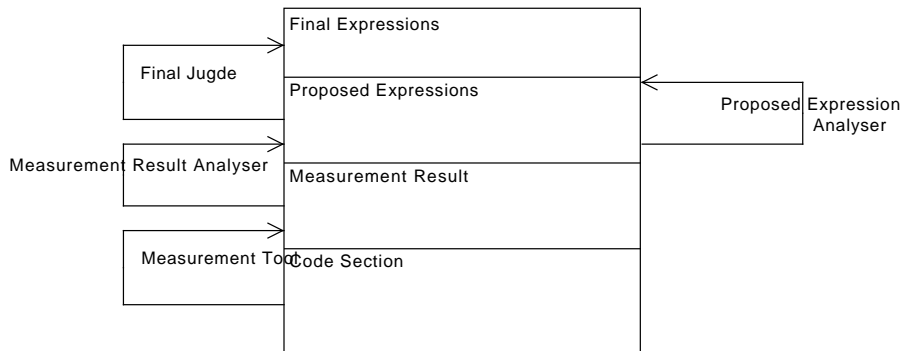 Final Expressions
Final Jugde
Proposed Expressions
Proposed Expression
Analyser
Measurement Result Analyser
Measurement Result
Measurement Tool
Code Section